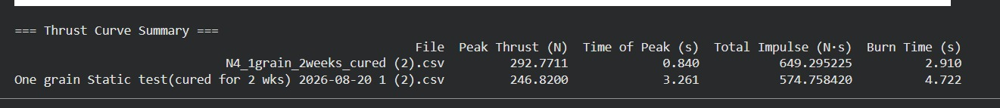 === Thrust Curve Summary ===
File Peak Thrust (N) Time of Peak (s) Total Impulse (N·s) Burn Time (s)
N4_1grain_2weeks_cured (2).csv 292.7711 0.840 649.295225 2.910
One grain Static test(cured for 2 wks) 2026-08-20 1 (2).csv 246.8200 3.261 574.758420 4.722